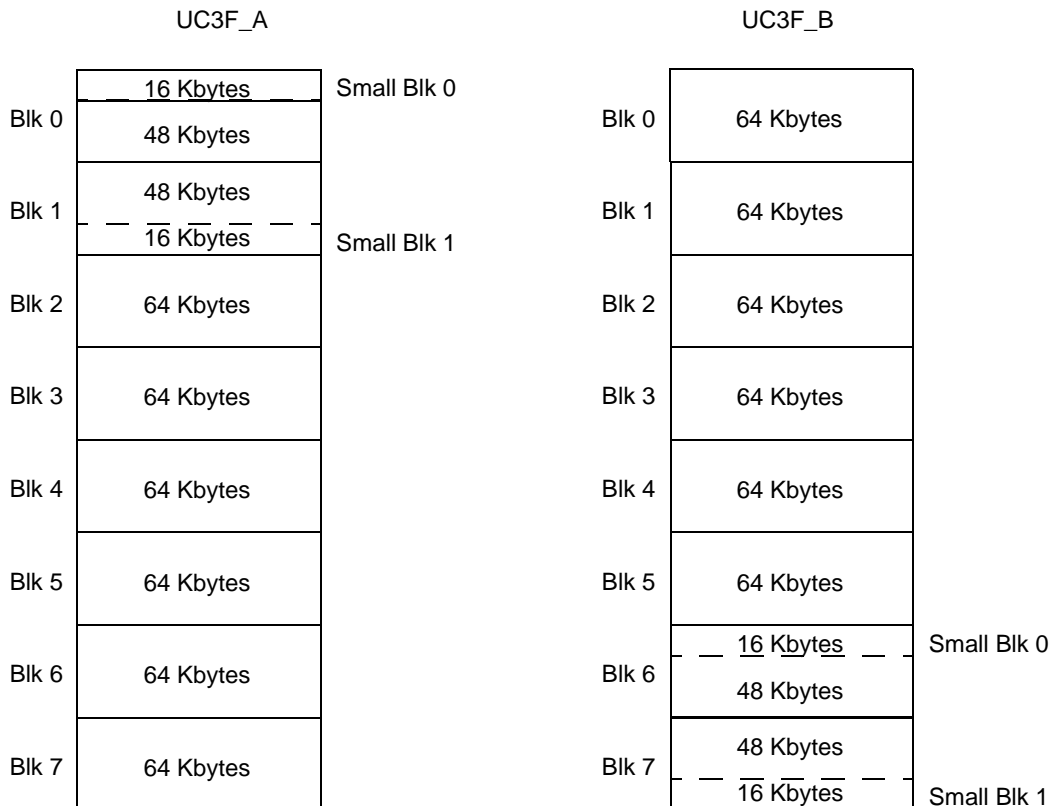 UC3F_A
16 Kbytes
Small Blk 0
Blk 0
48 Kbytes
48 Kbytes
Blk 1
16 Kbytes
Small Blk 1
Blk 2
64 Kbytes
Blk 3
64 Kbytes
Blk 4
64 Kbytes
Blk 5
64 Kbytes
Blk 6
64 Kbytes
Blk 7
64 Kbytes
UC3F_B
Blk 0
64 Kbytes
Blk 1
64 Kbytes
Blk 2
64 Kbytes
Blk 3
64 Kbytes
Blk 4
64 Kbytes
Blk 5
64 Kbytes
16 Kbytes
Small Blk 0
Blk 6
48 Kbytes
48 Kbytes
Blk 7
16 Kbytes
Small Blk 1